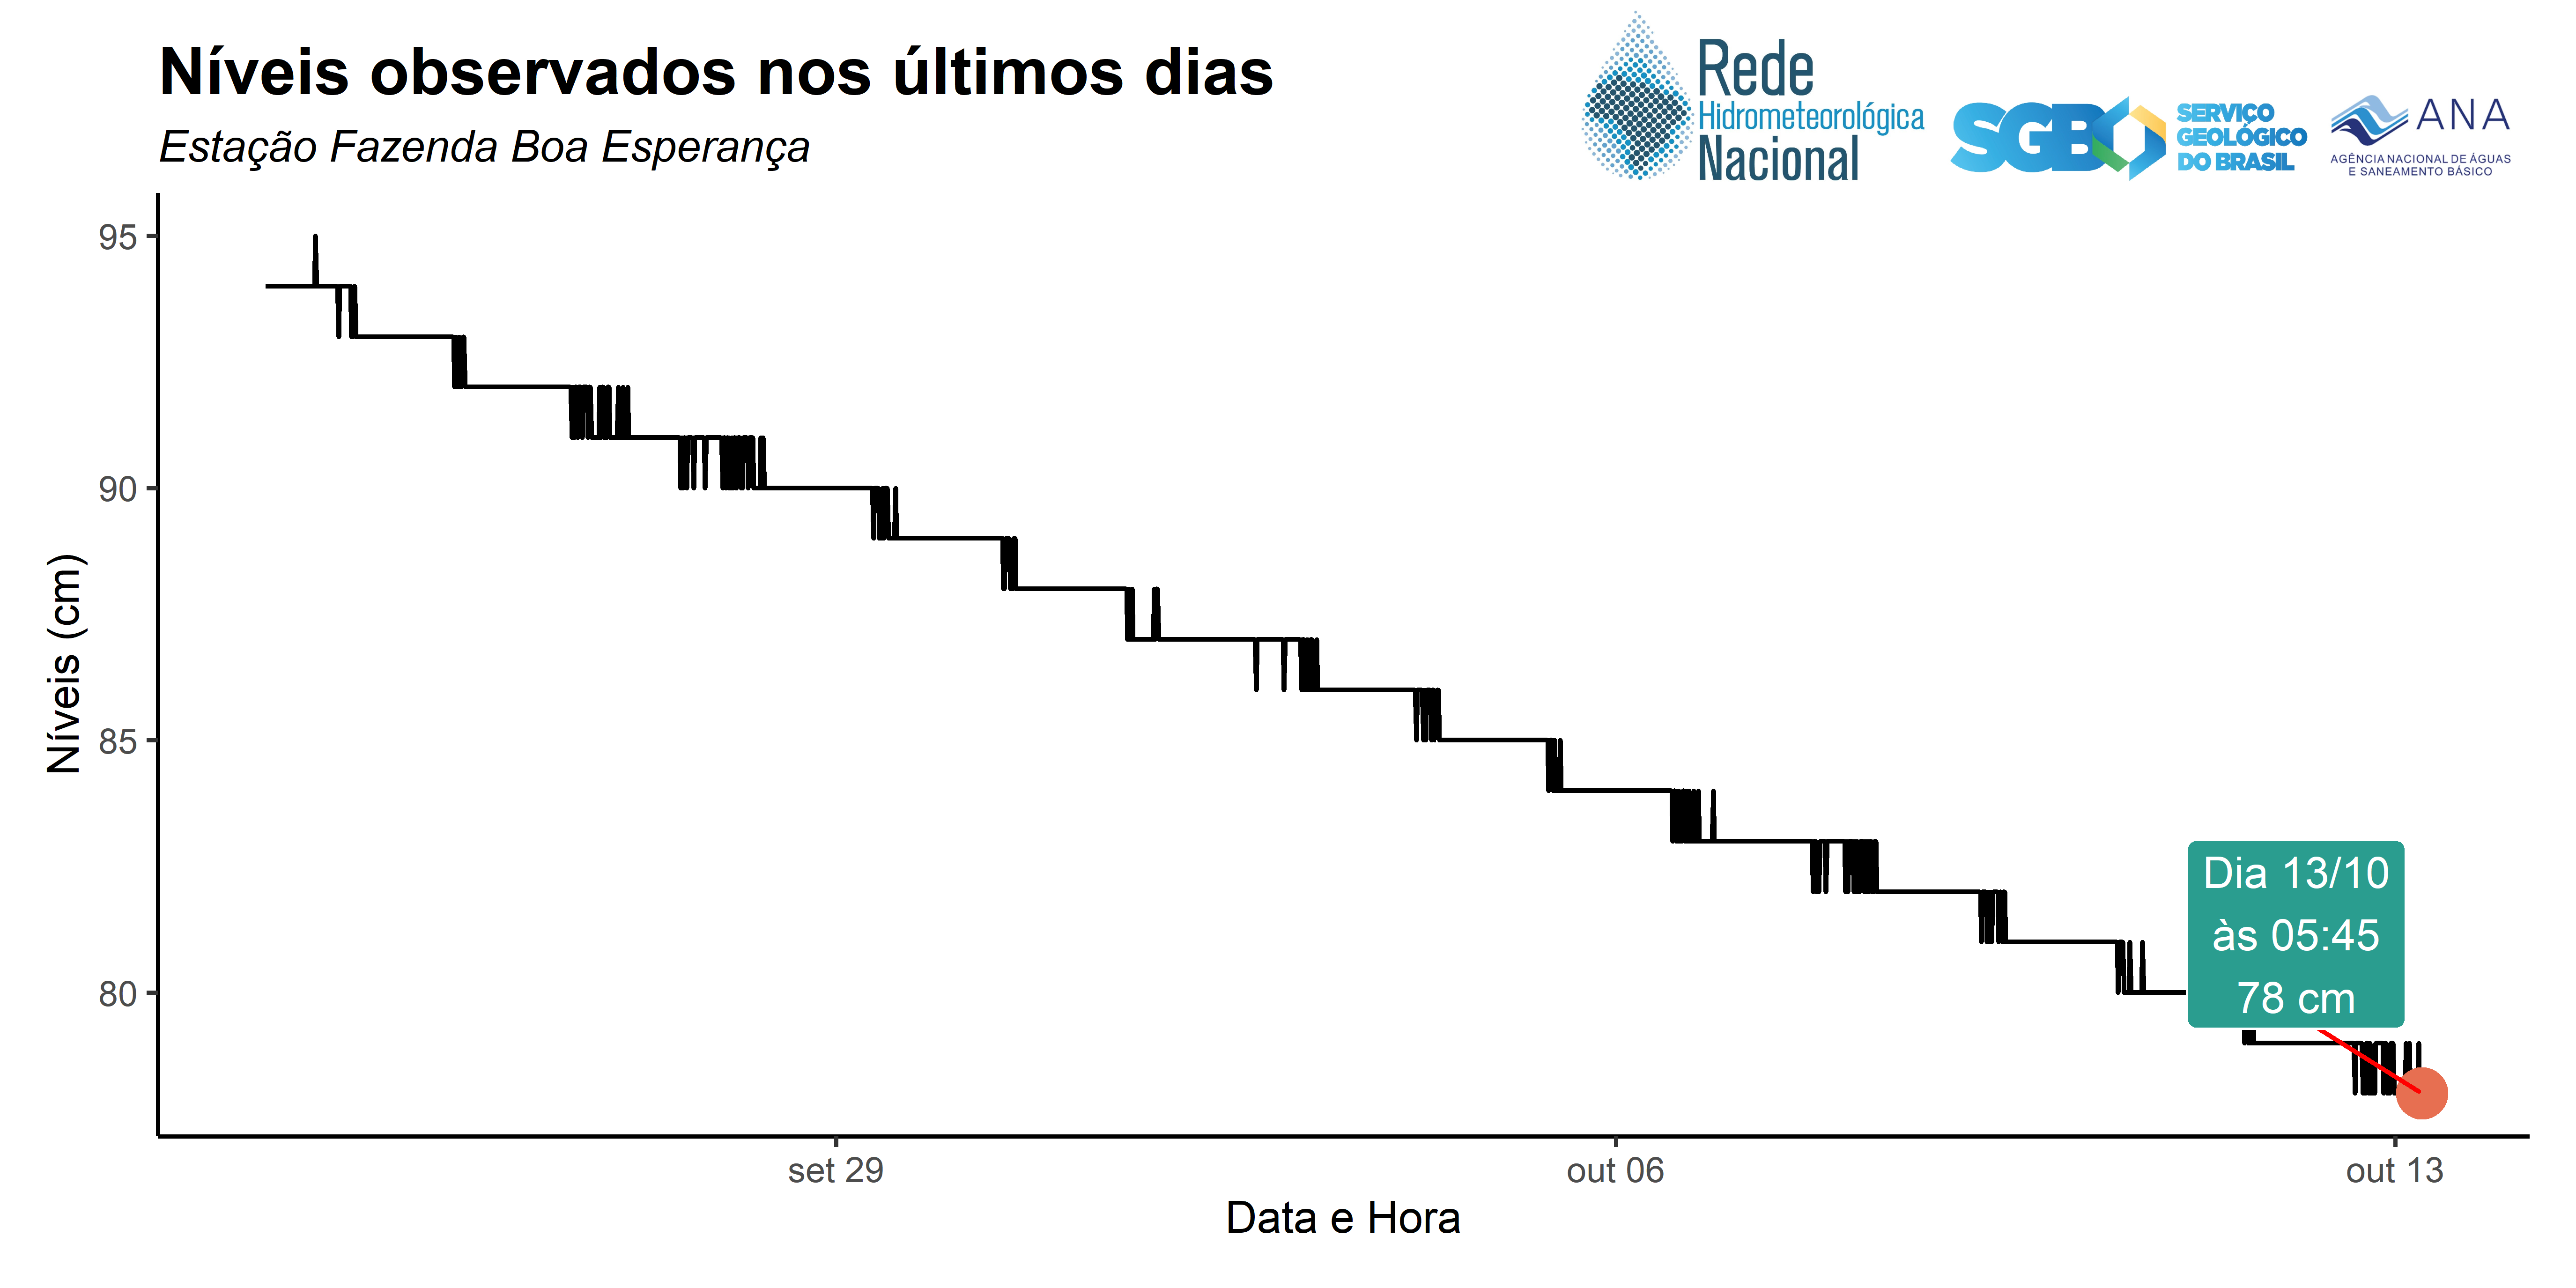 Níveis observados nos últimos dias
Estação Fazenda Boa Esperança
Rede
Hidrometeorológica
Nacional
SGB
SERVIÇO
GEOLÓGICO
DO BRASIL
ANA
AGÊNCIA NACIONAL DE ÁGUAS
E SANEAMENTO BÁSICO
Níveis (cm)
95
90
85
80
Dia 13/10
às 05:45
78 cm
set 29
out 06
out 13
Data e Hora